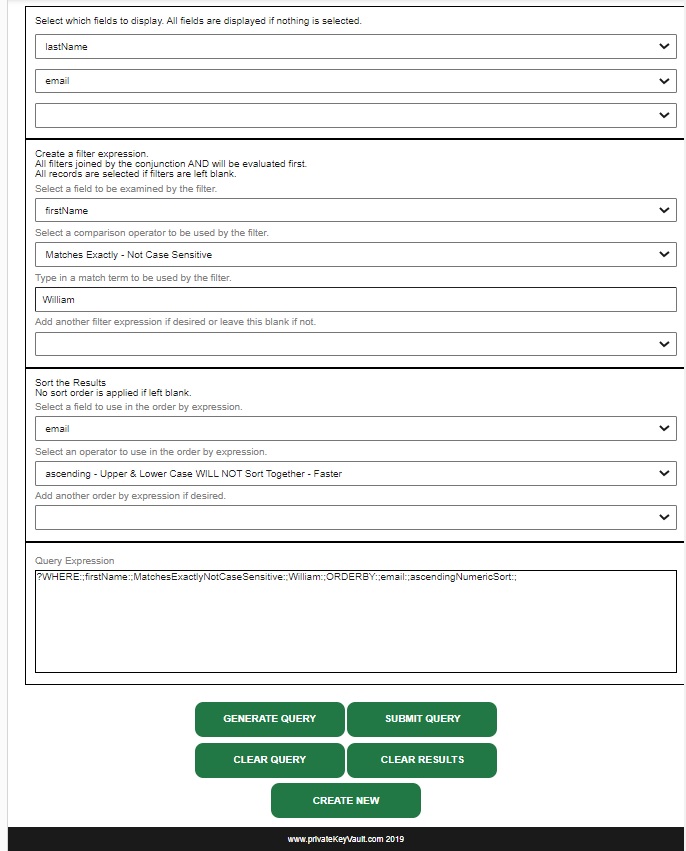 Select which fields to display. All fields are displayed if nothing is selected.
lastName
email
Create a filter expression.
All filters joined by the conjunction AND will be evaluated first.
All records are selected if filters are left blank.
Select a field to be examined by the filter.
firstName
Select a comparison operator to be used by the filter.
Matches Exactly - Not Case Sensitive
Type in a match term to be used by the filter.
William
Add another filter expression if desired or leave this blank if not.
Sort the Results
No sort order is applied if left blank.
Select a field to use in the order by expression.
email
Select an operator to use in the order by expression.
ascending - Upper & Lower Case WILL NOT Sort Together - Faster
Add another order by expression if desired.
Query Expression
?WHERE:;firstName:;MatchesExactlyNotCaseSensitive:;William:;ORDERBY:;email:;ascendingNumericSort:;
GENERATE QUERY
SUBMIT QUERY
CLEAR QUERY
CLEAR RESULTS
CREATE NEW
www.privateKeyVault.com 2019